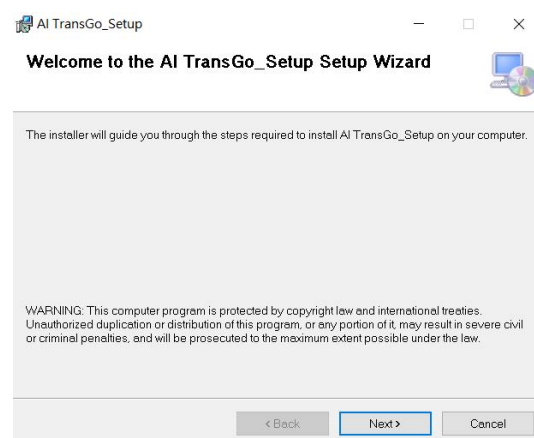 AI TransGo_Setup
Welcome to the AI TransGo_Setup Setup Wizard
The installer will guide you through the steps required to install AI TransGo_Setup on your computer.
WARNING: This computer program is protected by copyright law and international treaties.
Unauthorized duplication or distribution of this program, or any portion of it, may result in severe civil
or criminal penalties, and will be prosecuted to the maximum extent possible under the law.
< Back Next > Cancel